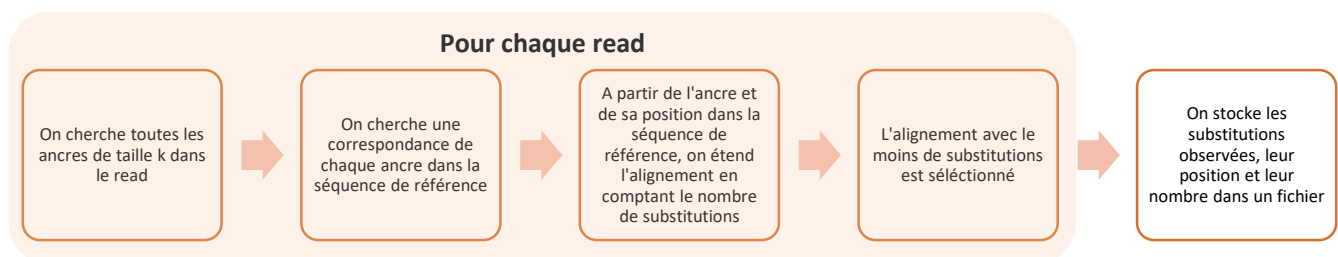 Pour chaque read
On cherche toutes les
ancres de taille k dans
le read
On cherche une
correspondance de
chaque ancre dans la
séquence de référence
A partir de l'ancre et
de sa position dans la
séquence de
référence, on étend
l'alignement en
comptant le nombre
de substitutions
L'alignement avec le
moins de substitutions
est séléctionné
On stocke les
substitutions
observées, leur
position et leur
nombre dans un fichier